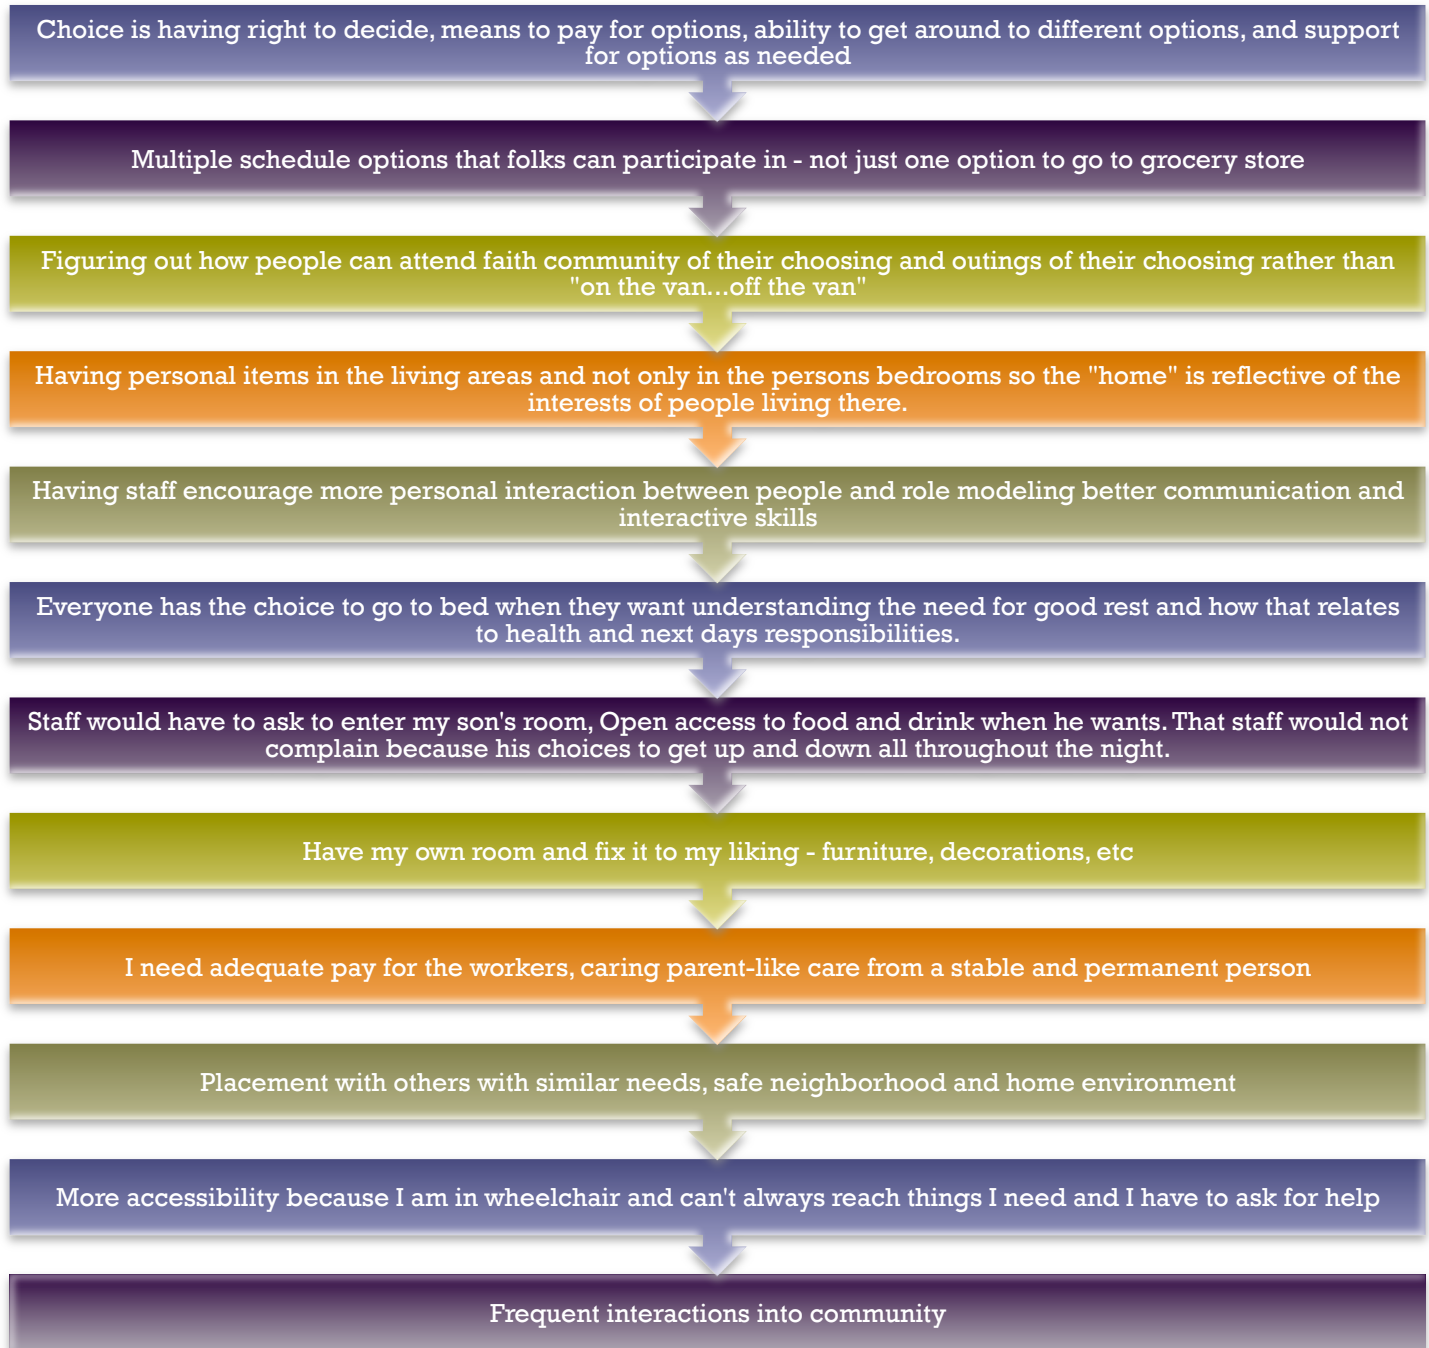 Choice is having right to decide, means to pay for options, ability to get around to different options, and support
for options as needed
Multiple schedule options that folks can participate in - not just one option to go to grocery store
Figuring out how people can attend faith community of their choosing and outings of their choosing rather than
"on the van...off the van"
Having personal items in the living areas and not only in the persons bedrooms so the "home" is reflective of the
interests of people living there.
Having staff encourage more personal interaction between people and role modeling better communication and
interactive skills
Everyone has the choice to go to bed when they want understanding the need for good rest and how that relates
to health and next days responsibilities.
Staff would have to ask to enter my son's room, Open access to food and drink when he wants. That staff would not
complain because his choices to get up and down all throughout the night.
Have my own room and fix it to my liking - furniture, decorations, etc
I need adequate pay for the workers, caring parent-like care from a stable and permanent person
Placement with others with similar needs, safe neighborhood and home environment
More accessibility because I am in wheelchair and can't always reach things I need and I have to ask for help
Frequent interactions into community